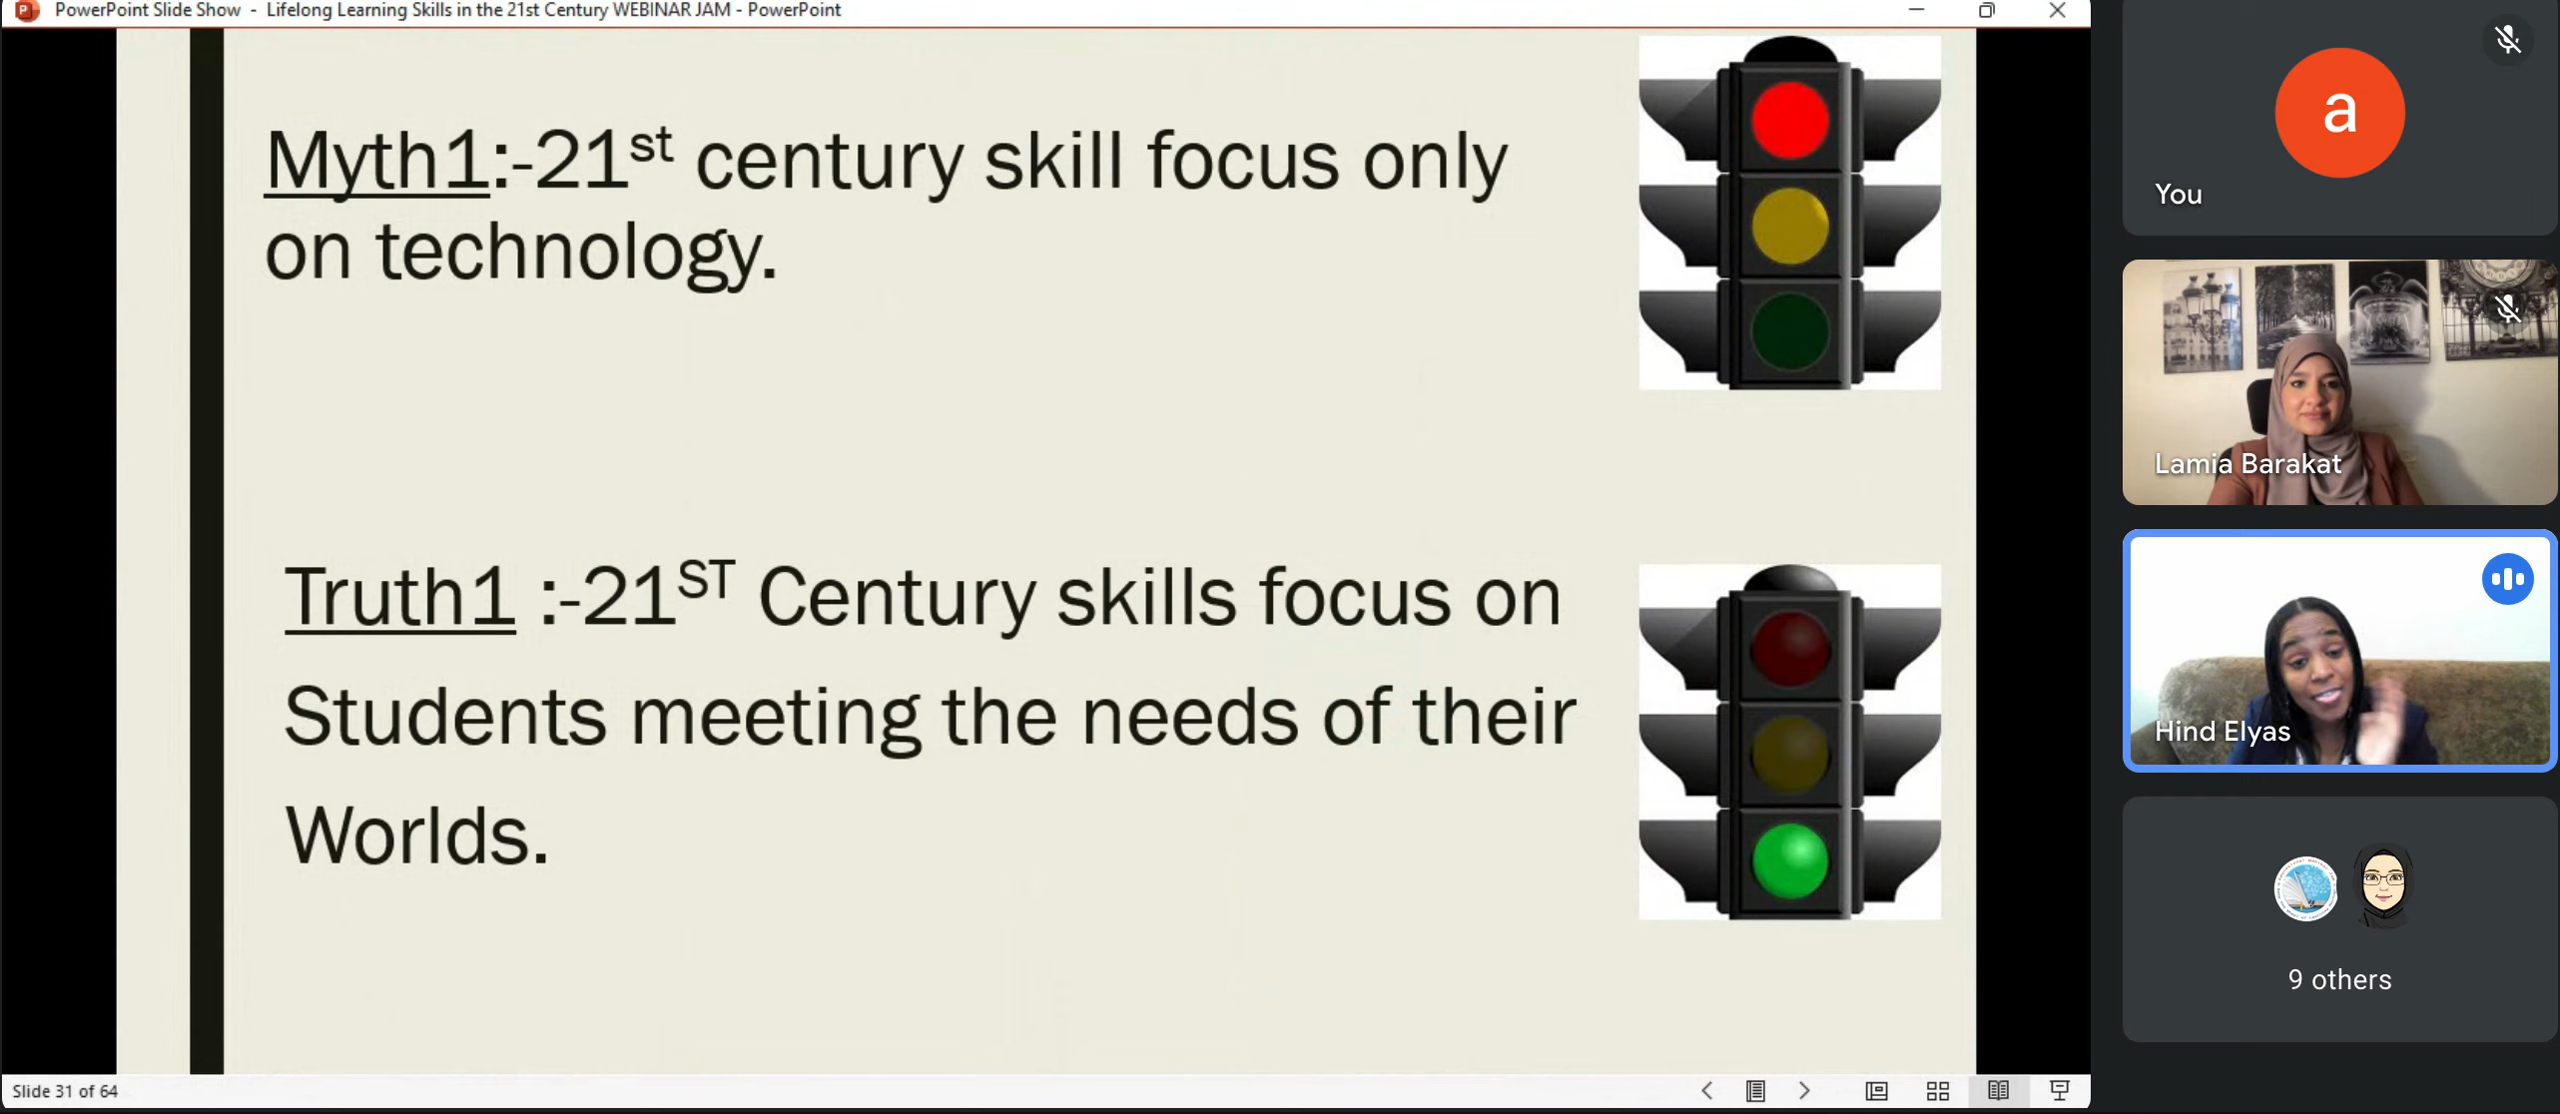 PowerPoint Slide Show - Lifelong Learning Skills in the 21st Century WEBINAR JAM - PowerPoint
Myth1:-21st century skill focus only
on technology.
Truth1 :-21ST Century skills focus on
Students meeting the needs of their
Worlds.
Slide 31 of 64
a
You
Lamia Barakat
Hind Elyas
9 others